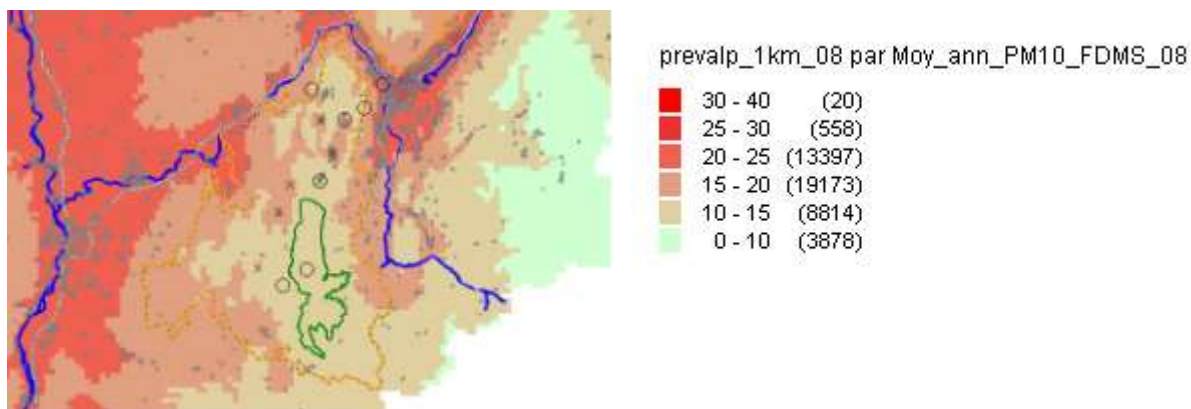 prevalp_1km_08 par Moy_ann_PM10_FDMS_08
30 - 40 (20)
25 - 30 (558)
20 - 25 (13397)
15 - 20 (19173)
10 - 15 (8814)
0 - 10 (3878)